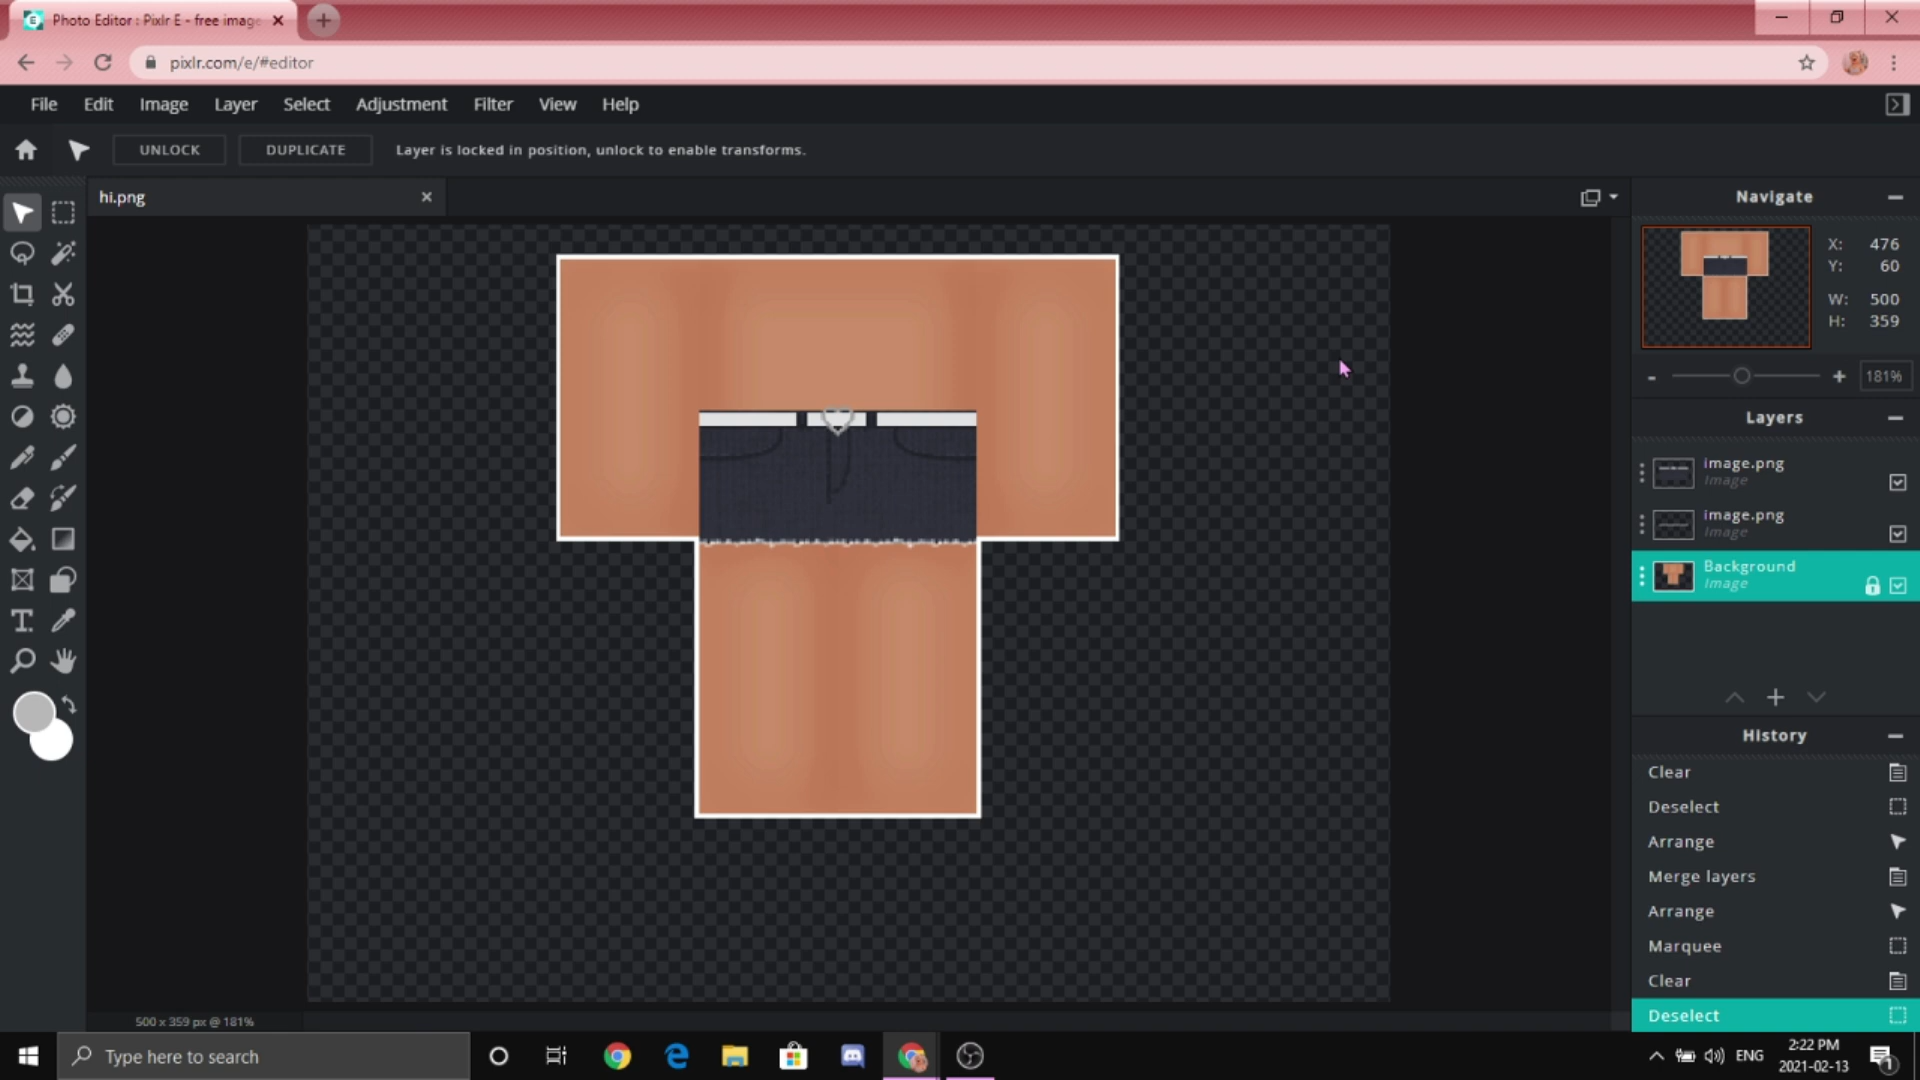 Photo Editor : Pixlr E - free image
pixlr.com/e/#editor
File Edit Image Layer Select Adjustment Filter View Help
UNLOCK DUPLICATE Layer is locked in position, unlock to enable transforms.
hi.png
Navigate
X: 476
Y: 60
W: 500
H: 359
181%
Layers
image.png
Image
image.png
Image
Background
Image
History
Clear
Deselect
Arrange
Merge layers
Arrange
Marquee
Clear
Deselect
500 x 359 px @ 181%
Type here to search
ENG
2:22 PM
2021-02-13
1